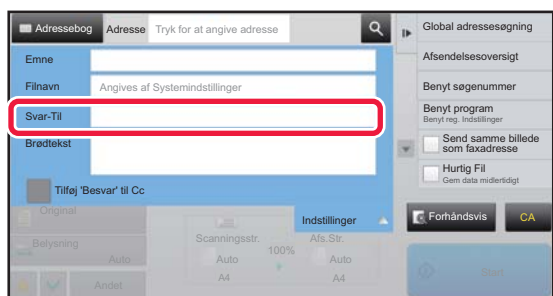 Adressebog
Adresse
Tryk for at angive adresse
Emne
Filnavn
Angives af Systemindstillinger
Svar-Til
Brødtekst
Tilføj 'Besvar' til Cc
Indstillinger
Original
Belysning
Auto
Andet
Scanningsstr.
Auto
A4
100%
Afs.Str.
Auto
A4
Global adressesøgning
Afsendelsesoversigt
Benyt søgenummer
Benyt program
Benyt reg. Indstillinger
Send samme billede
som faxadresse
Hurtig Fil
Gem data midlertidigt
Forhåndsvis
CA
Start